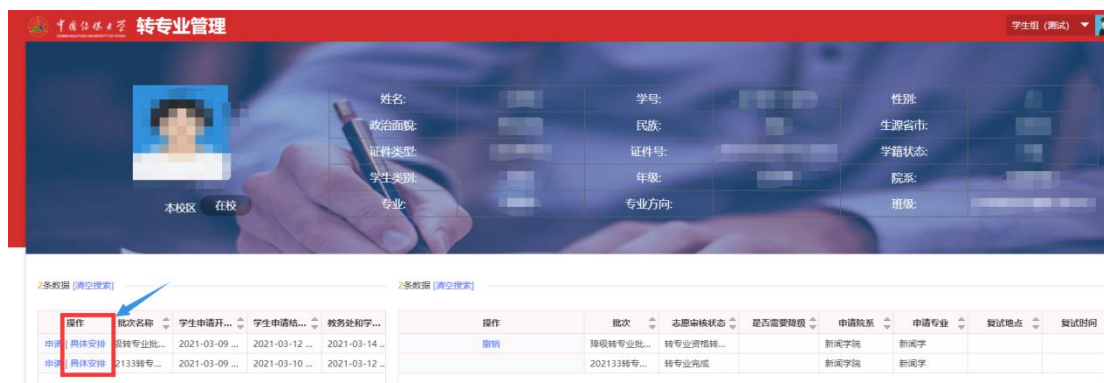 中国传媒大学 转专业管理 学生组（测试）
COMMUNICATION UNIVERSITY OF CHINA
姓名: 学号: 性别:
政治面貌: 民族: 生源省市:
证件类型: 证件号: 学籍状态:
学生类别: 年级: 院系:
本校区 在校 专业: 专业方向: 班级:
2条数据 [清空搜索] 2条数据 [清空搜索]
操作 批次名称 学生申请开... 学生申请结... 教务处和学... 操作 批次 志愿审核状态 是否需要降级 申请院系 申请专业 复试地点 复试时间
申请 | 具体安排 级转专业批... 2021-03-09 ... 2021-03-12 ... 2021-03-14 .. 撤销 降级转专业批... 转专业资格转... 新闻学院 新闻学
申请 | 具体安排 2133转专... 2021-03-09 ... 2021-03-10 ... 2021-03-12 .. 202133转专... 转专业完成 新闻学院 新闻学